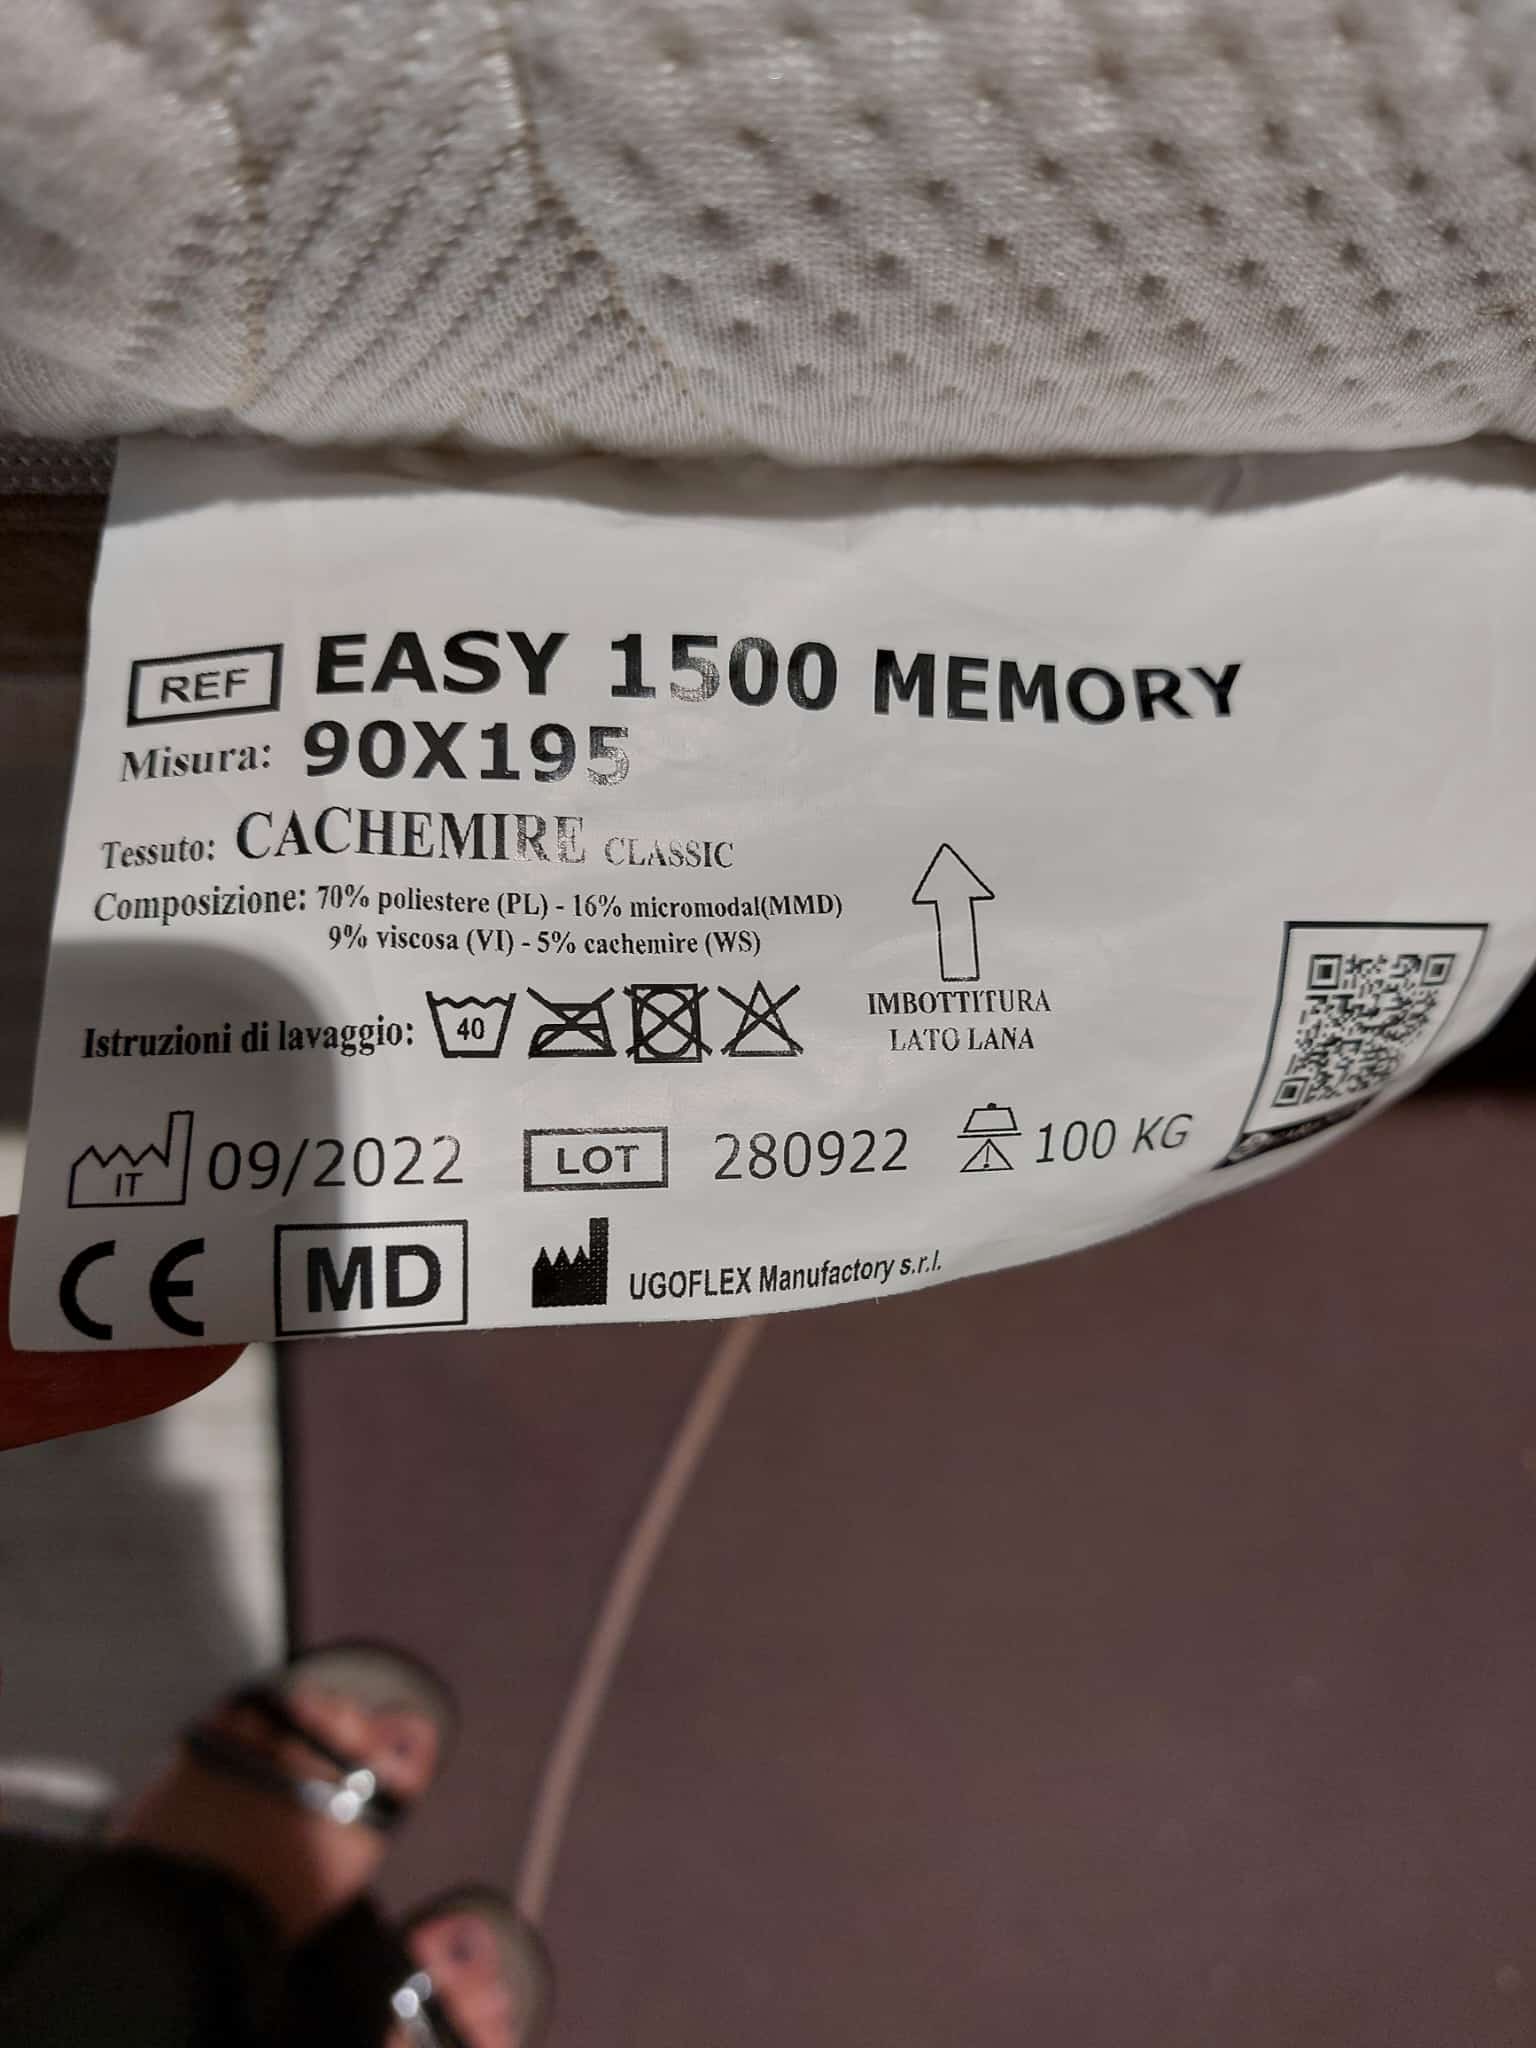 REF EASY 1500 MEMORY
Misura: 90X195
Tessuto: CACHEMIRE CLASSIC
Composizione: 70% poliestere (PL) - 16% micromodal(MMD)
9% viscosa (VI) - 5% cachemire (WS)
Istruzioni di lavaggio: 40
IMBOTTITURA
LATO LANA
IT 09/2022 LOT 280922 100 KG
CE MD UGOFLEX Manufactory s.r.l.